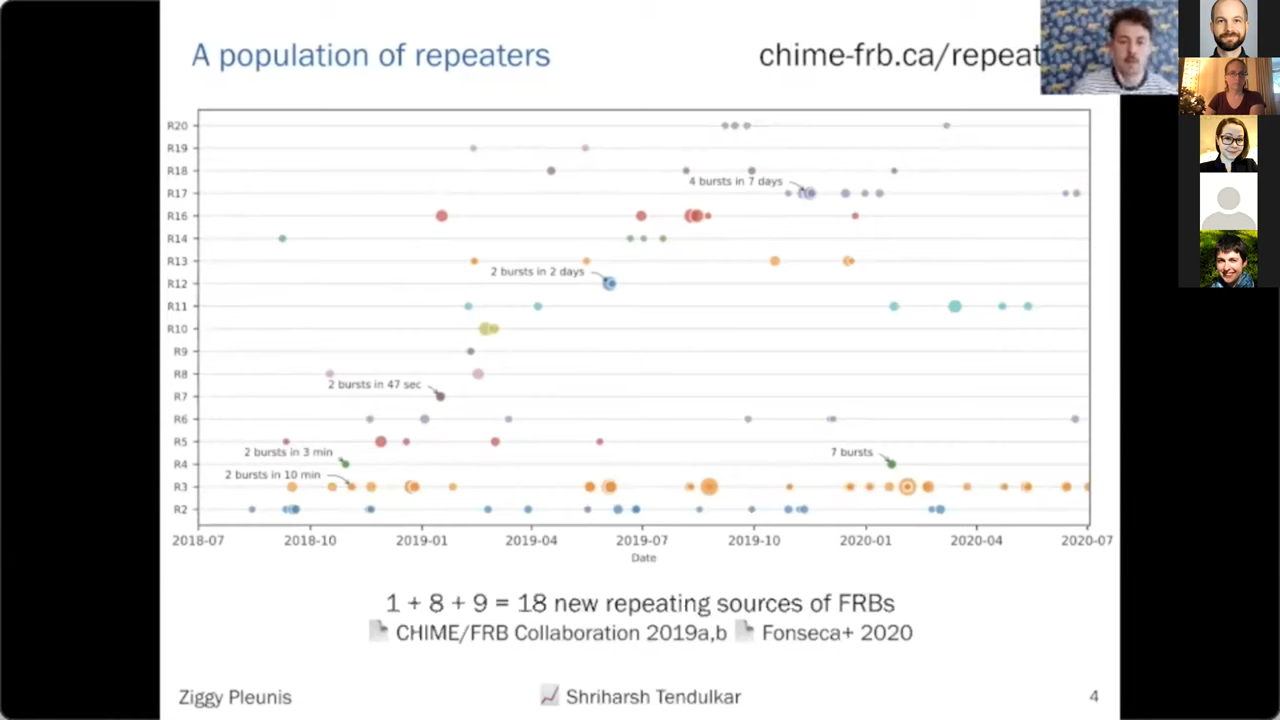 A population of repeaters
chime-frb.ca/repeat
R20
R19
R18
4 bursts in 7 days
R17
R16
R14
R13
2 bursts in 2 days
R12
R11
R10
R9
R8
2 bursts in 47 sec
R7
R6
R5
2 bursts in 3 min
7 bursts
R4
2 bursts in 10 min
R3
R2
2018-07 2018-10 2019-01 2019-04 2019-07 2019-10 2020-01 2020-04 2020-07
Date
1 + 8 + 9 = 18 new repeating sources of FRBs
CHIME/FRB Collaboration 2019a,b Fonseca+ 2020
Ziggy Pleunis Shriharsh Tendulkar 4